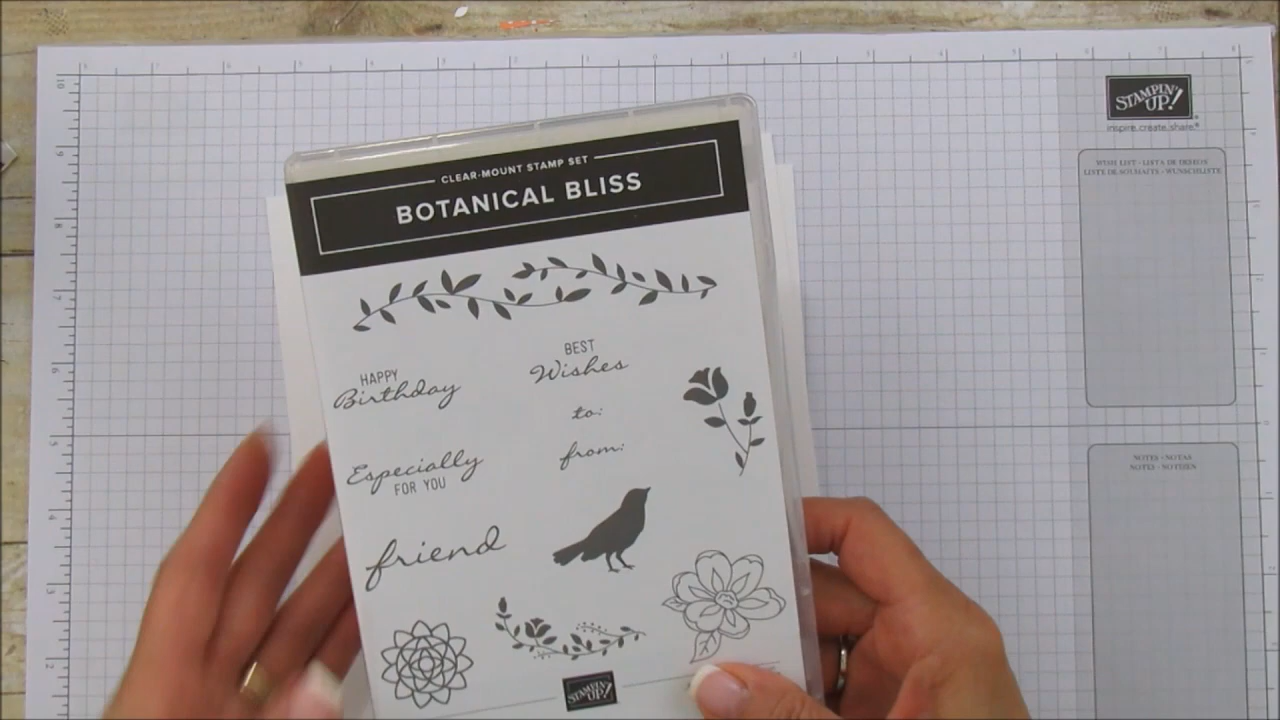 CLEAR-MOUNT STAMP SET
BOTANICAL BLISS
HAPPY
Birthday
BEST
Wishes
to:
from:
Especially
FOR YOU
friend
STAMPIN' UP!
STAMPIN' UP!®
inspire.create.share.®
WISH LIST • LISTA DE DESEOS
LISTE DE SOUHAITS • WUNSCHLISTE
NOTES • NOTAS
NOTES • NOTIZEN